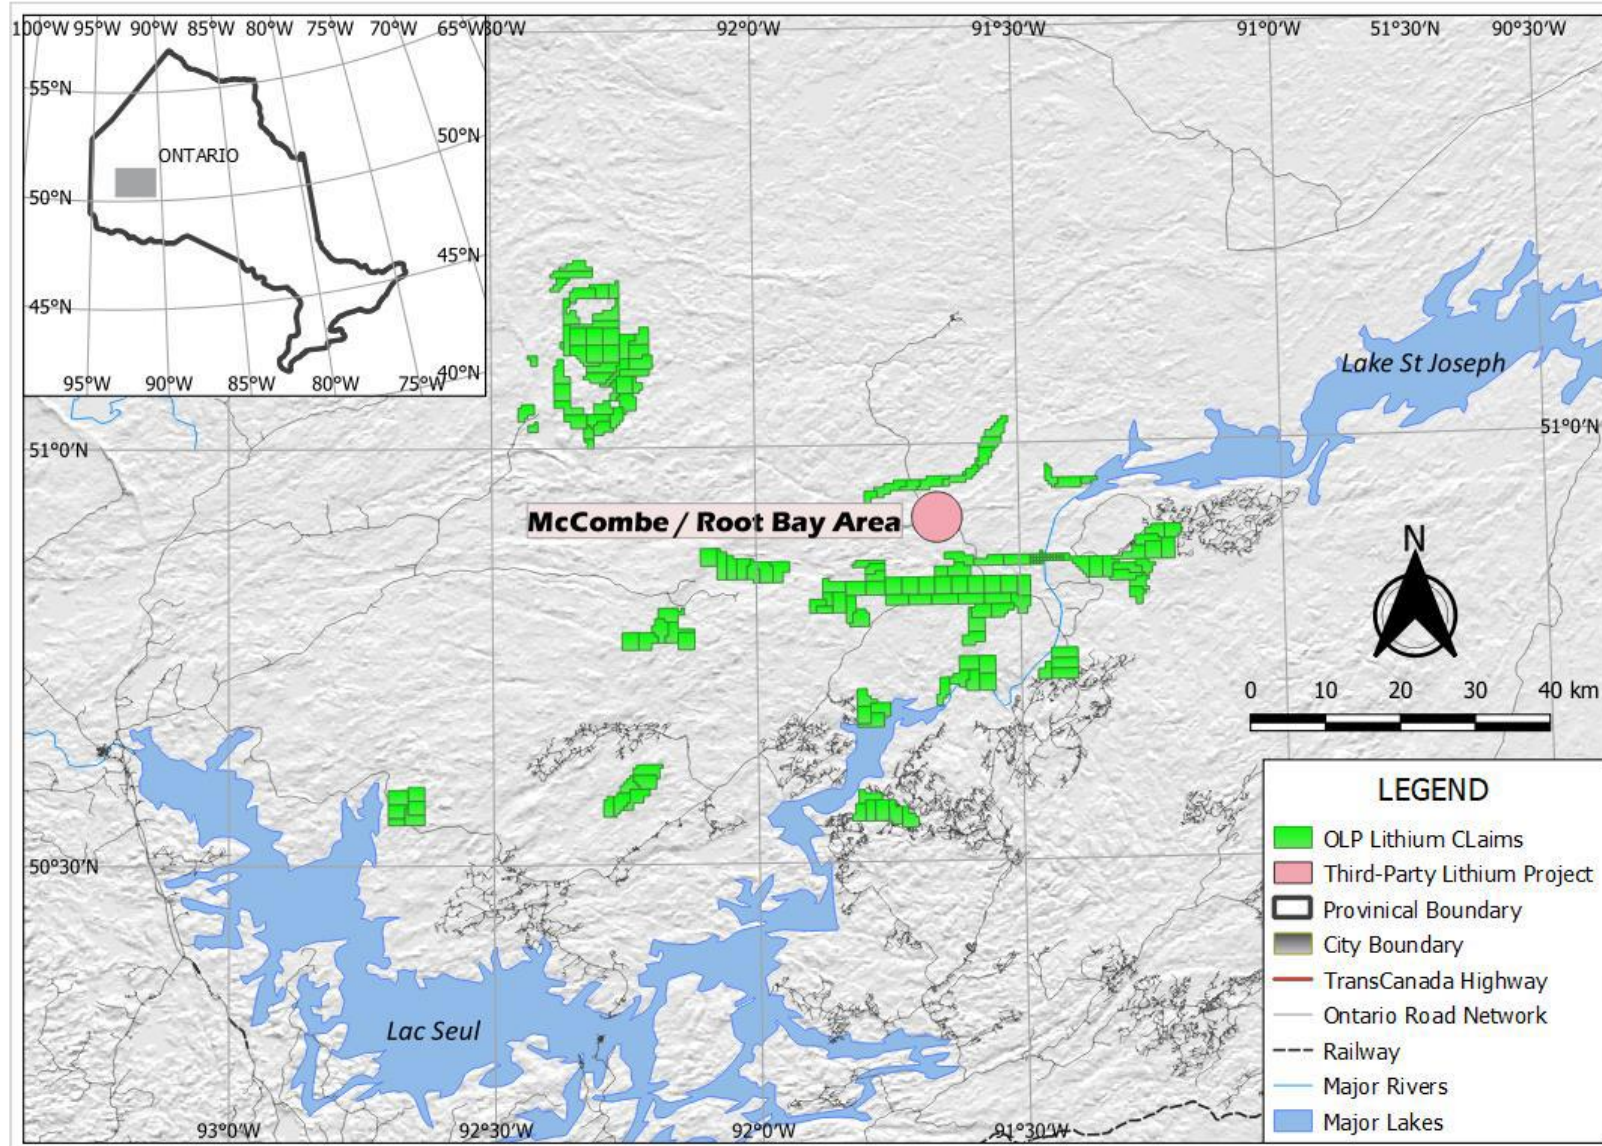 100°W 95°W 90°W 85°W 80°W 75°W 70°W 65°W 30'W 92°0'W 91°30'W 91°0'W 51°30'N 90°30'W
55°N
50°N
ONTARIO
50°N
45°N
45°N
40°N
95°W 90°W 85°W 80°W 75°W
Lake St Joseph
51°0'N
51°0'N
McCombe / Root Bay Area
N
0 10 20 30 40 km
50°30'N
Lac Seul
LEGEND
OLP Lithium CLaims
Third-Party Lithium Project
Provinical Boundary
City Boundary
TransCanada Highway
Ontario Road Network
Railway
Major Rivers
Major Lakes
93°0'W 92°30'W 92°0'W 91°30'W